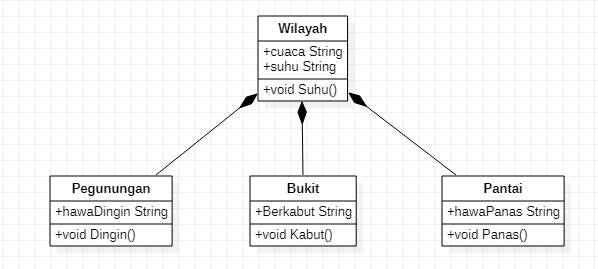 Wilayah
+cuaca String
+suhu String
+void Suhu()
Pegunungan
+hawaDingin String
+void Dingin()
Bukit
+Berkabut String
+void Kabut()
Pantai
+hawaPanas String
+void Panas()